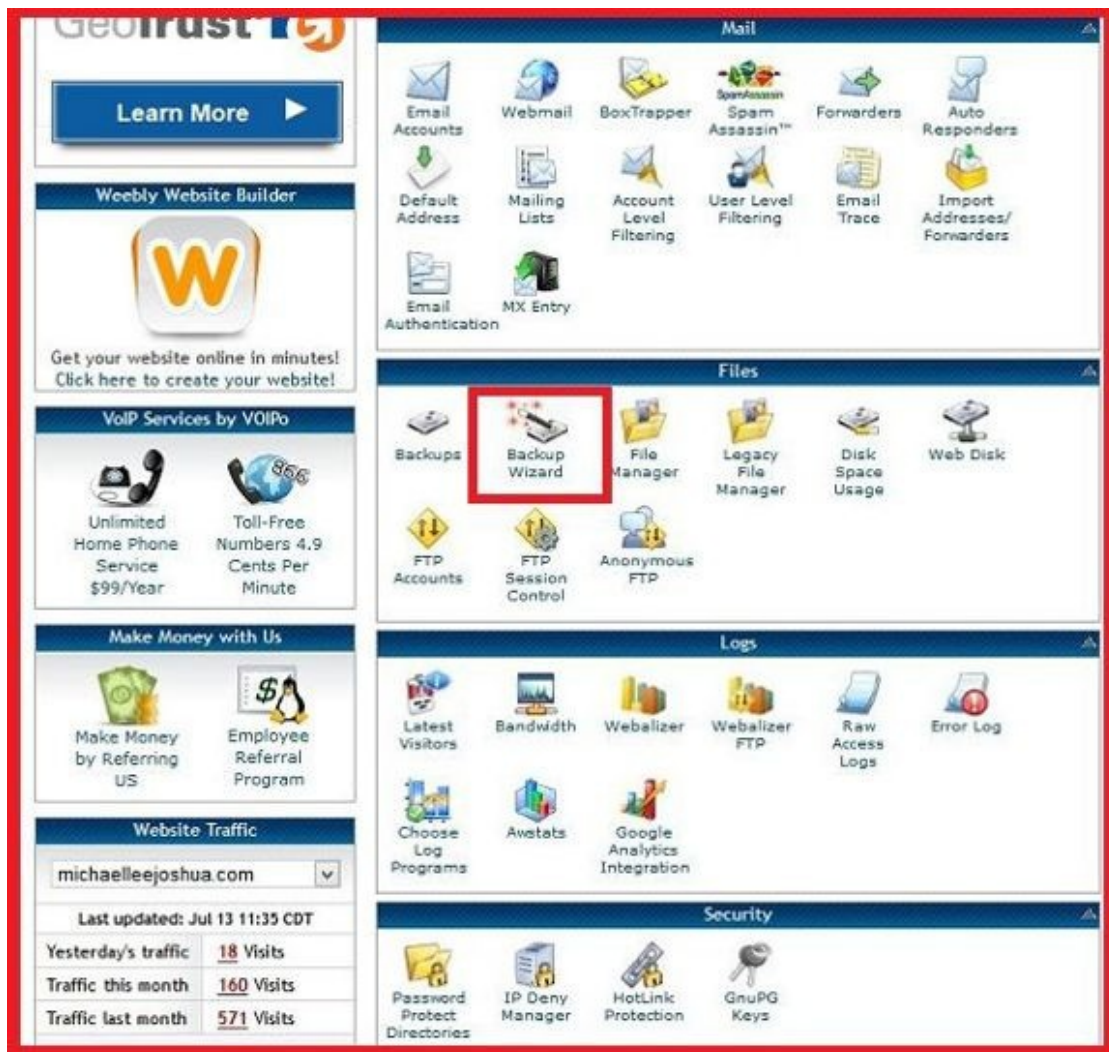 GeoTrust
Learn More
Weebly Website Builder
W
Get your website online in minutes!
Click here to create your website!
VoIP Services by VOIPo
866
Unlimited
Home Phone
Service
$99/Year
Toll-Free
Numbers 4.9
Cents Per
Minute
Make Money with Us
$
Make Money
by Referring
US
Employee
Referral
Program
Website Traffic
michaelleejoshua.com
Last updated: Jul 13 11:35 CDT
Yesterday's traffic 18 Visits
Traffic this month 160 Visits
Traffic last month 571 Visits
Mail
Email
Accounts
Webmail
BoxTrapper
SpamAssassin
Spam
Assassin™
Forwarders
Auto
Responders
Default
Address
Mailing
Lists
Account
Level
Filtering
User Level
Filtering
Email
Trace
Import
Addresses/
Forwarders
Email
Authentication
MX Entry
Files
Backups
Backup
Wizard
File
Manager
Legacy
File
Manager
Disk
Space
Usage
Web Disk
FTP
Accounts
FTP
Session
Control
Anonymous
FTP
Logs
Latest
Visitors
Bandwidth
Webalizer
Webalizer
FTP
Raw
Access
Logs
Error Log
Choose
Log
Programs
Awstats
Google
Analytics
Integration
Security
Password
Protect
Directories
IP Deny
Manager
HotLink
Protection
GnuPG
Keys